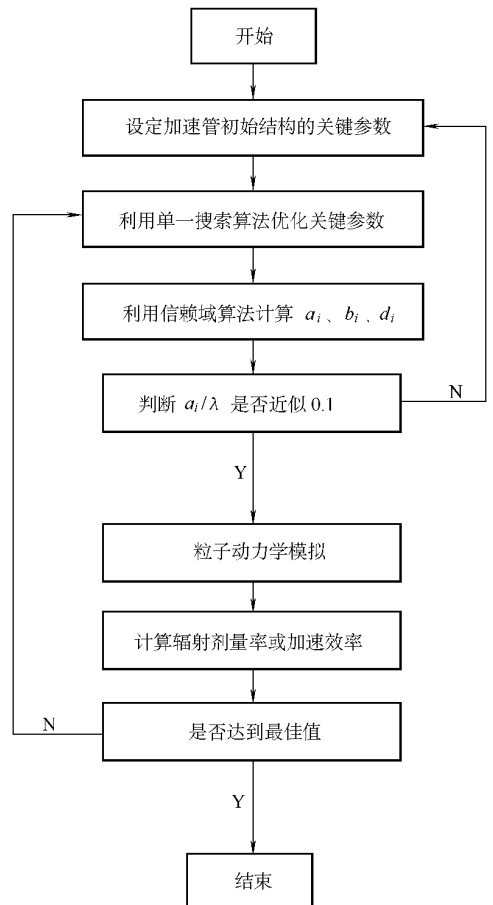 开始
设定加速管初始结构的关键参数
利用单一搜索算法优化关键参数
利用信赖域算法计算 aᵢ、bᵢ、dᵢ
判断 aᵢ/λ 是否近似 0.1
N
Y
粒子动力学模拟
计算辐射剂量率或加速效率
N
是否达到最佳值
Y
结束